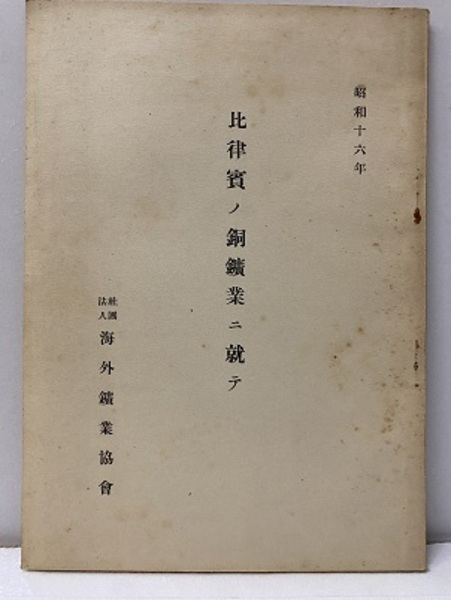 昭和十六年
比律賓ノ銅鑛業ニ就テ
社團法人 海外鑛業協會